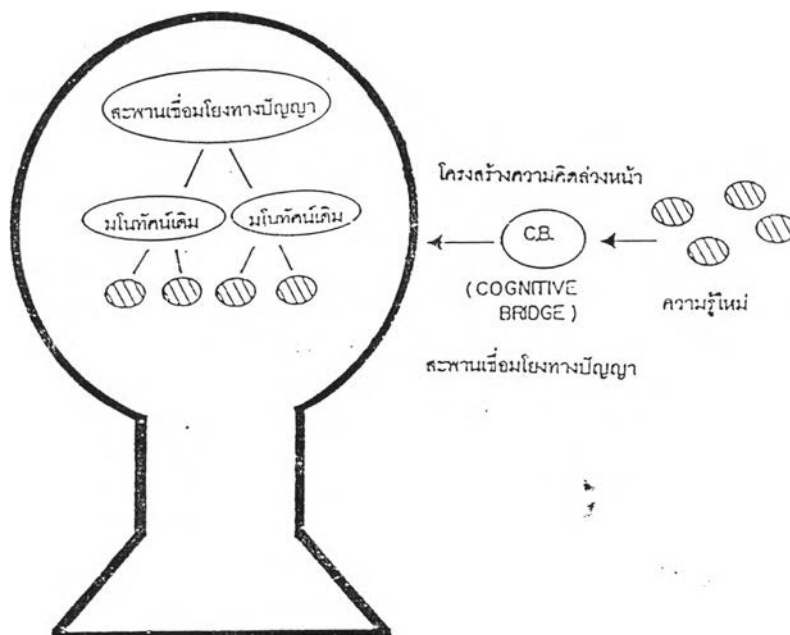 สะพานเชื่อมโยงทางปัญญา
มโนทัศน์เดิม
มโนทัศน์เดิม
โครงสร้างความคิดล่วงหน้า
C.B.
(COGNITIVE
BRIDGE)
ความรู้ใหม่
สะพานเชื่อมโยงทางปัญญา